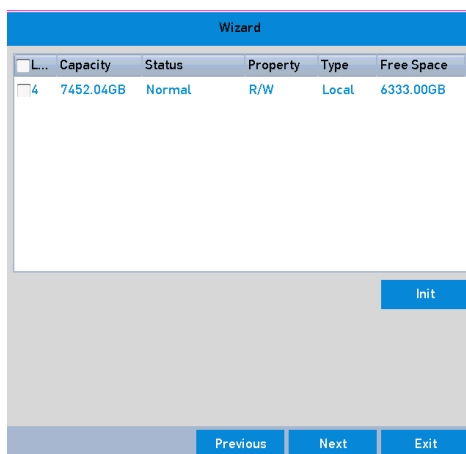 Wizard
L... Capacity Status Property Type Free Space
4 7452.04GB Normal R/W Local 6333.00GB
Init
Previous Next Exit